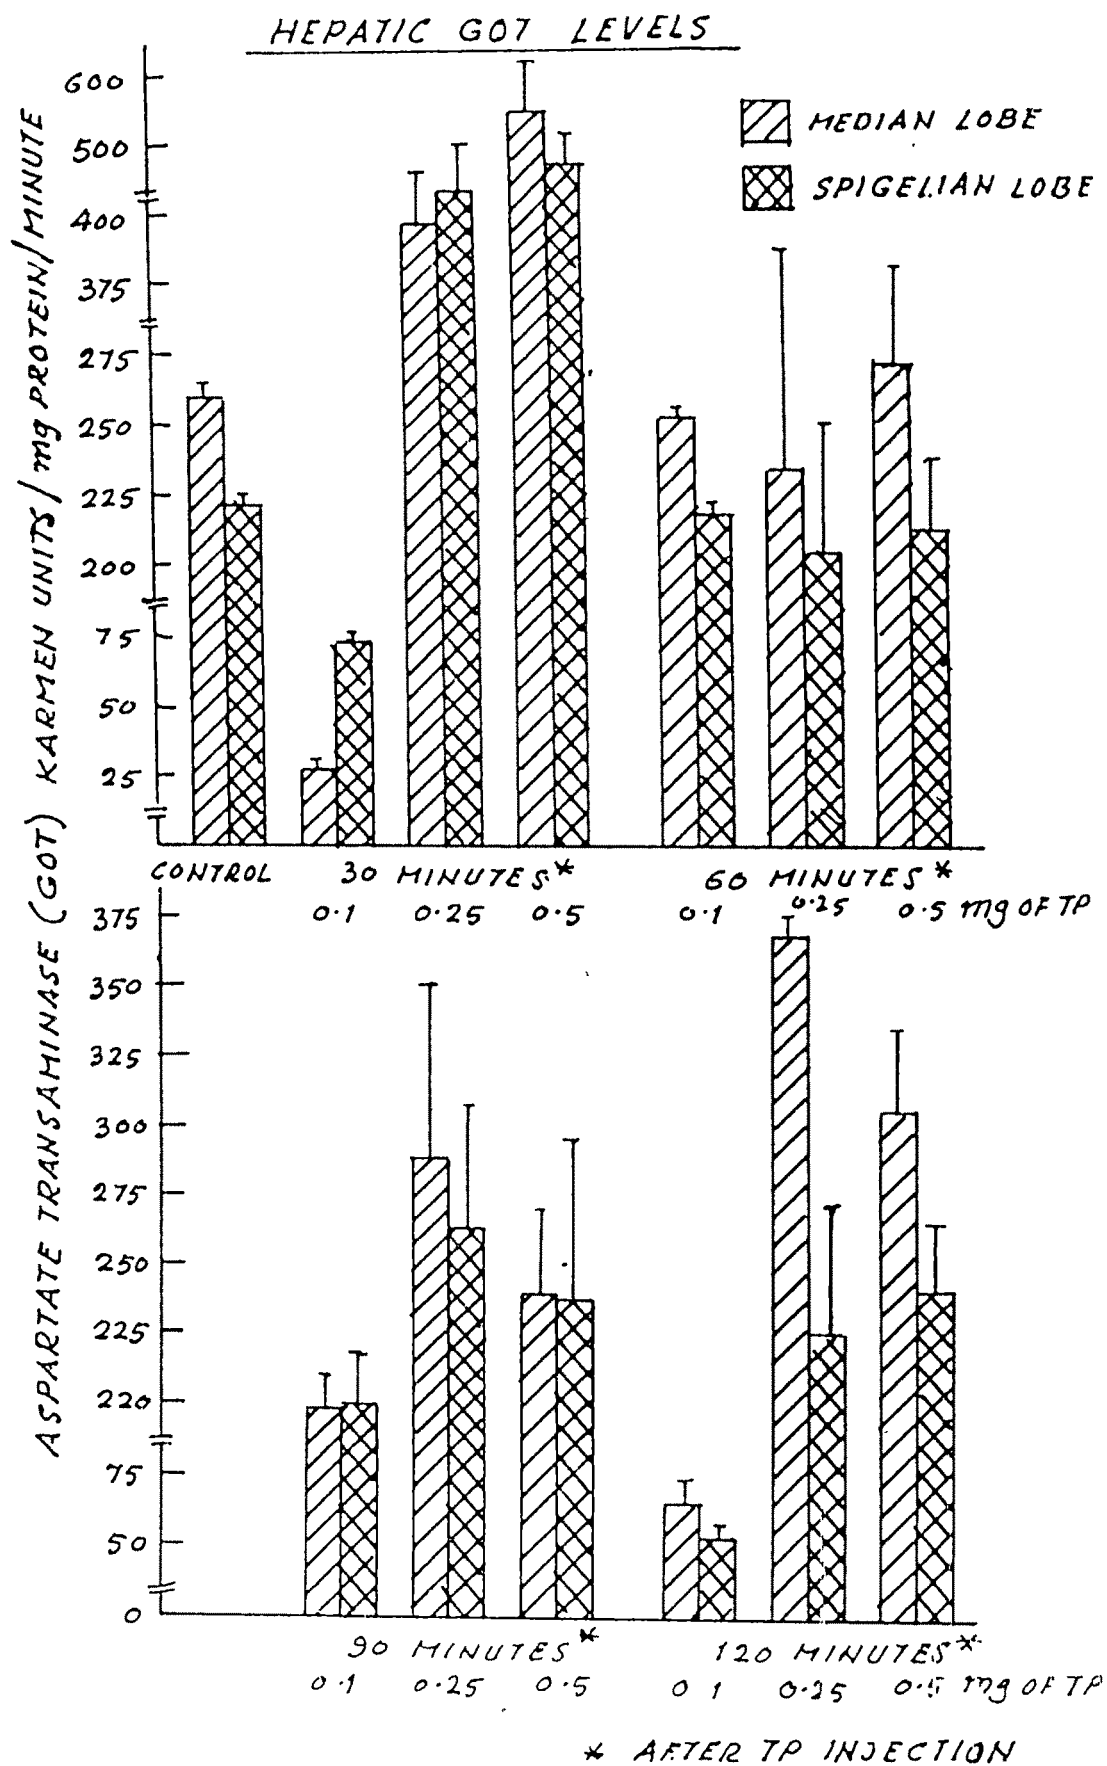 HEPATIC GOT LEVELS
MEDIAN LOBE
SPIGELIAN LOBE
ASPARTATE TRANSAMINASE (GOT) KARMEN UNITS/mg PROTEIN/MINUTE
600
500
400
375
275
250
225
200
75
50
25
CONTROL 30 MINUTES* 60 MINUTES*
0.1 0.25 0.5 0.1 0.25 0.5 mg OF TP
375
350
325
300
275
250
225
220
75
50
0
90 MINUTES* 120 MINUTES*
0.1 0.25 0.5 0 1 0.25 0.5 mg OF TP
* AFTER TP INJECTION